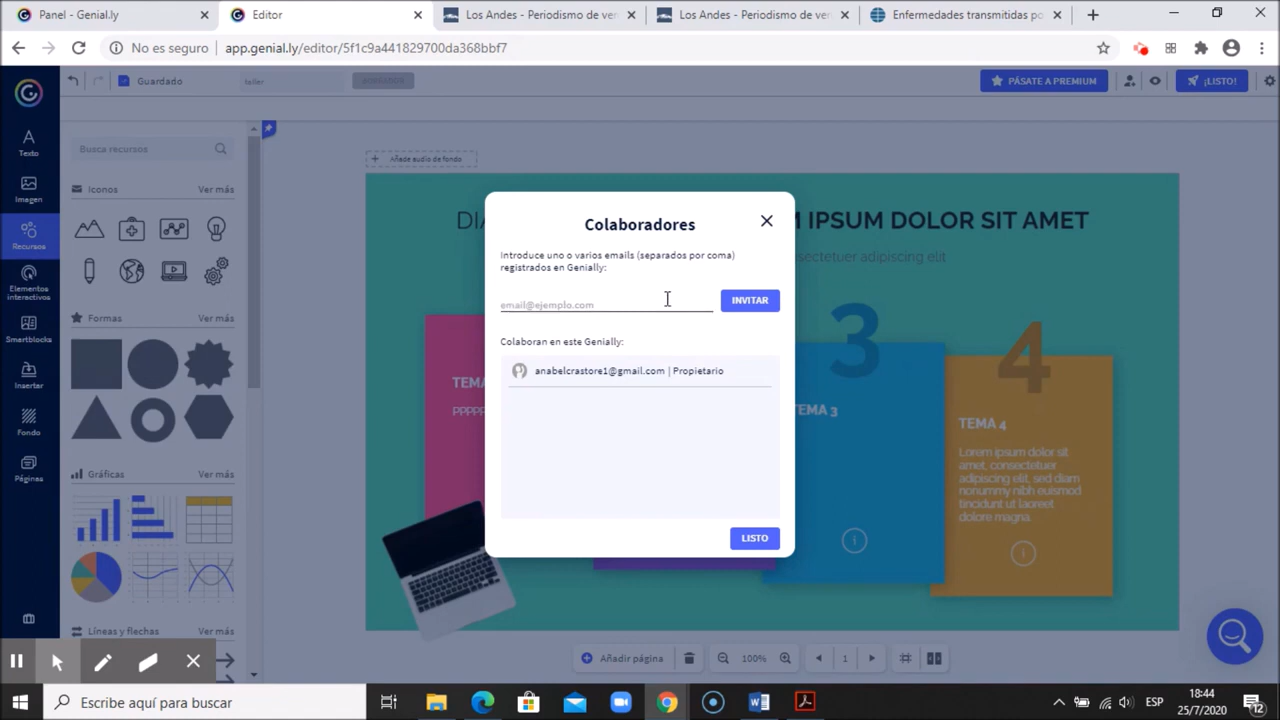 Panel - Genial.ly
Editor
Los Andes - Periodismo de ver
Los Andes - Periodismo de ver
Enfermedades transmitidas po
No es seguro
app.genial.ly/editor/5f1c9a441829700da368bbf7
Guardado
PÁSATE A PREMIUM
¡LISTO!
Texto
Imagen
Recursos
Elementos
interactivos
Smartblocks
Insertar
Fondo
Páginas
Busca recursos
Iconos
Ver más
Formas
Ver más
Gráficas
Ver más
Líneas y flechas
Ver más
Añade audio de fondo
M IPSUM DOLOR SIT AMET
sectetuer adipiscing elit
TEMA
PPPPF
3
TEMA 3
i
4
TEMA 4
Lorem ipsum dolor sit
amet, consectetuer
adipiscing elit, sed diam
nonummy nibh euismod
tincidunt ut laoreet
dolore magna.
i
Colaboradores
Introduce uno o varios emails (separados por coma)
registrados en Genially:
email@ejemplo.com
INVITAR
Colaboran en este Genially:
anabelcrastore1@gmail.com | Propietario
LISTO
Añadir página
100%
1
Escribe aquí para buscar
ESP
18:44
25/7/2020
12